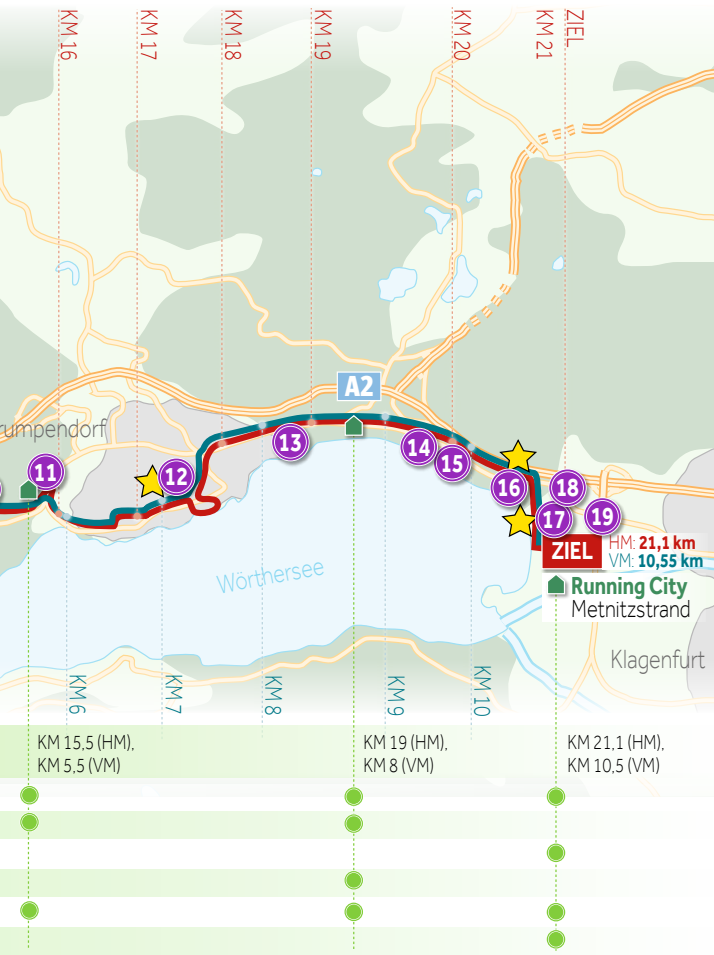 KM 16
KM 17
KM 18
KM 19
KM 20
KM 21
ZIEL
A2
rumpendorf
11
12
13
14
15
16
17
18
19
ZIEL
HM: 21,1 km
VM: 10,55 km
Running City
Metnitzstrand
Wörthersee
Klagenfurt
KM 6
KM 7
KM 8
KM 9
KM 10
KM 15,5 (HM),
KM 5,5 (VM)
KM 19 (HM),
KM 8 (VM)
KM 21,1 (HM),
KM 10,5 (VM)